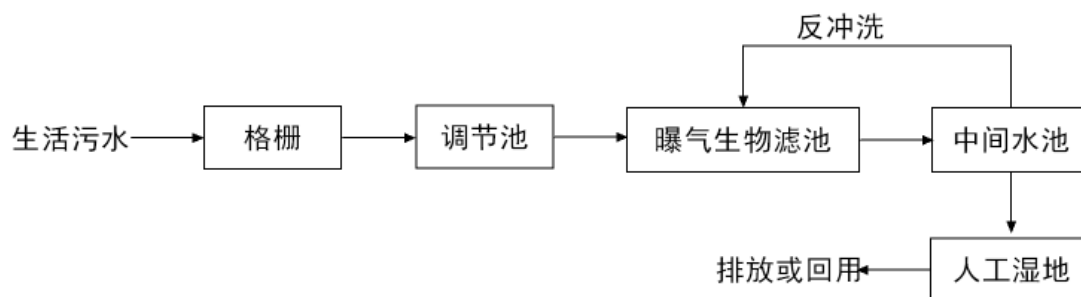 反冲洗
生活污水
格栅
调节池
曝气生物滤池
中间水池
排放或回用
人工湿地